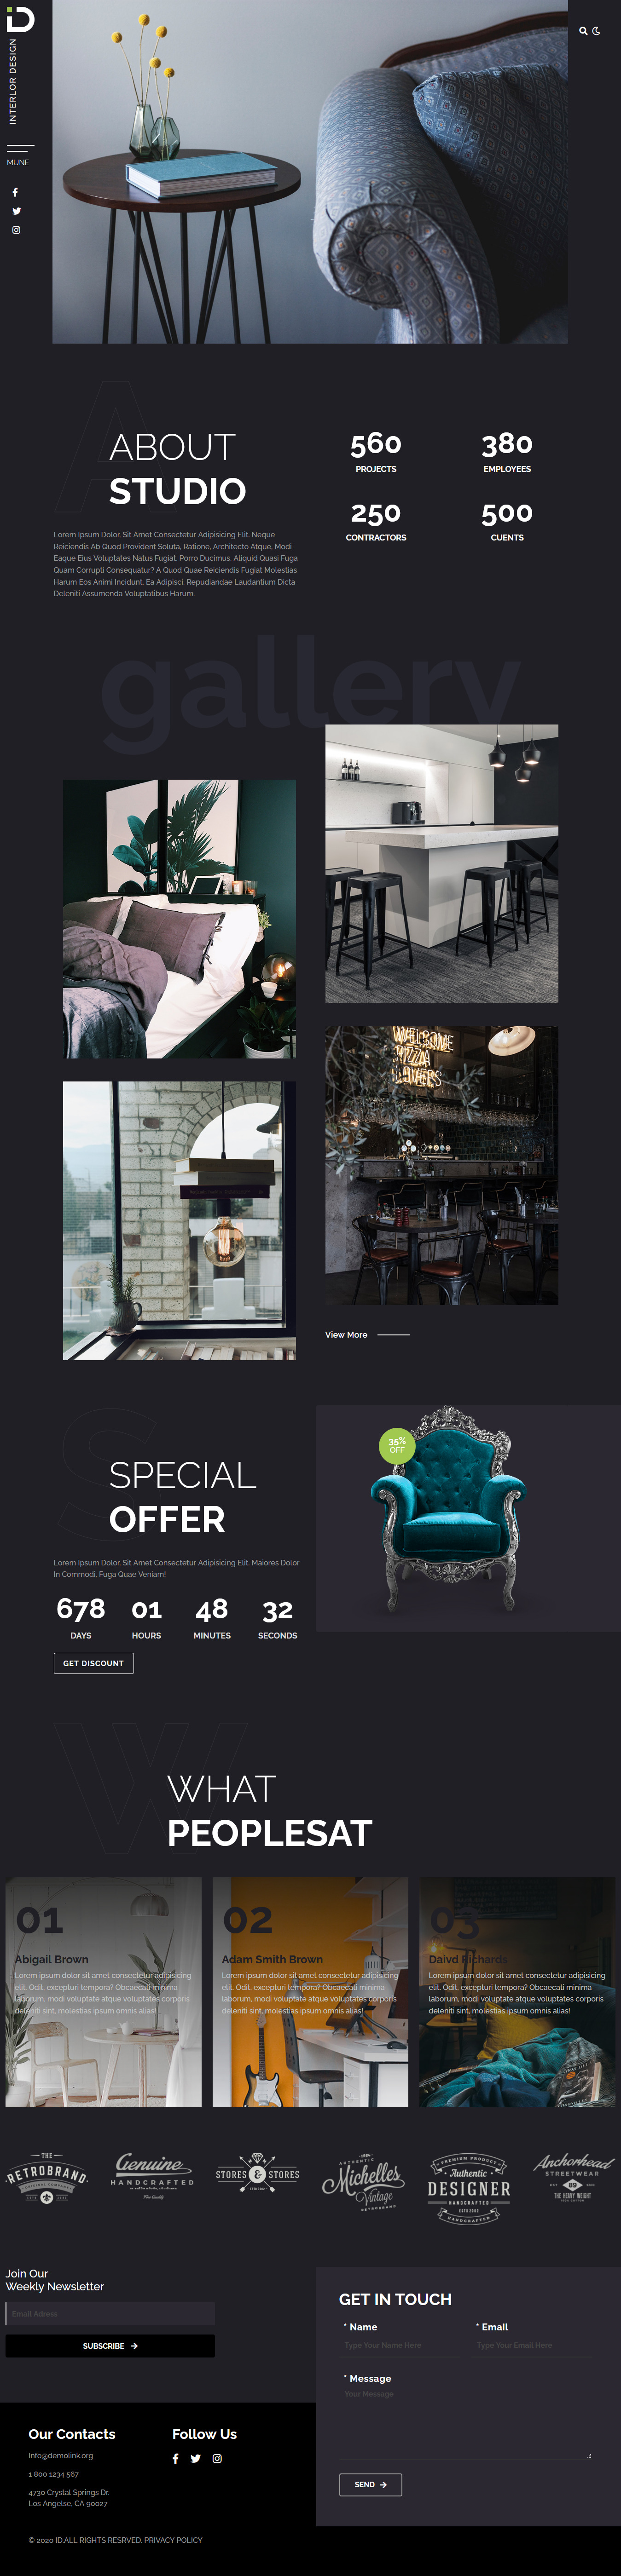 iD
INTERLOR DESIGN
MUNE
A
ABOUT
STUDIO
Lorem Ipsum Dolor, Sit Amet Consectetur Adipisicing Elit. Neque
Reiciendis Ab Quod Provident Soluta, Ratione, Architecto Atque. Modi
Eaque Eius Voluptates Natus Fugiat, Porro Ducimus, Aliquid Quasi Fuga
Quam Corrupti Consequatur? A Quod Quae Reiciendis Fugiat Molestias
Harum Eos Animi Incidunt, Ea Adipisci, Repudiandae Laudantium Dicta
Deleniti Assumenda Voluptatibus Harum.
560
PROJECTS
380
EMPLOYEES
250
CONTRACTORS
500
CUENTS
gallery
WELCOME
PIZZA
LOVERS
View More
S
SPECIAL
OFFER
Lorem Ipsum Dolor, Sit Amet Consectetur Adipisicing Elit. Maiores Dolor
In Commodi, Fuga Quae Veniam!
678
DAYS
01
HOURS
48
MINUTES
32
SECONDS
GET DISCOUNT
35%
OFF
W
WHAT
PEOPLESAT
01
Abigail Brown
Lorem ipsum dolor sit amet consectetur adipisicing
elit. Odit, excepturi tempora? Obcaecati minima
laborum, modi voluptate atque voluptates corporis
deleniti sint, molestias ipsum omnis alias!
02
Adam Smith Brown
Lorem ipsum dolor sit amet consectetur adipisicing
elit. Odit, excepturi tempora? Obcaecati minima
laborum, modi voluptate atque voluptates corporis
deleniti sint, molestias ipsum omnis alias!
03
Daivd Richards
Lorem ipsum dolor sit amet consectetur adipisicing
elit. Odit, excepturi tempora? Obcaecati minima
laborum, modi voluptate atque voluptates corporis
deleniti sint, molestias ipsum omnis alias!
THE
RETROBRAND
Genuine
HANDCRAFTED
STORES & STORES
AUTHENTIC
Michelles
Vintage
RETROBRANDS
PREMIUM PRODUCT
Authentic
DESIGNER
HANDCRAFTED
HANDCRAFTED
Anchorhead
STREETWEAR
THE HEAVY WEIGHT
Join Our
Weekly Newsletter
Email Adress
SUBSCRIBE
GET IN TOUCH
* Name
Type Your Name Here
* Email
Type Your Email Here
* Message
Your Message
SEND
Our Contacts
Info@demolink.org
1 800 1234 567
4730 Crystal Springs Dr,
Los Angelse, CA 90027
Follow Us
© 2020 ID.ALL RIGHTS RESRVED. PRIVACY POLICY